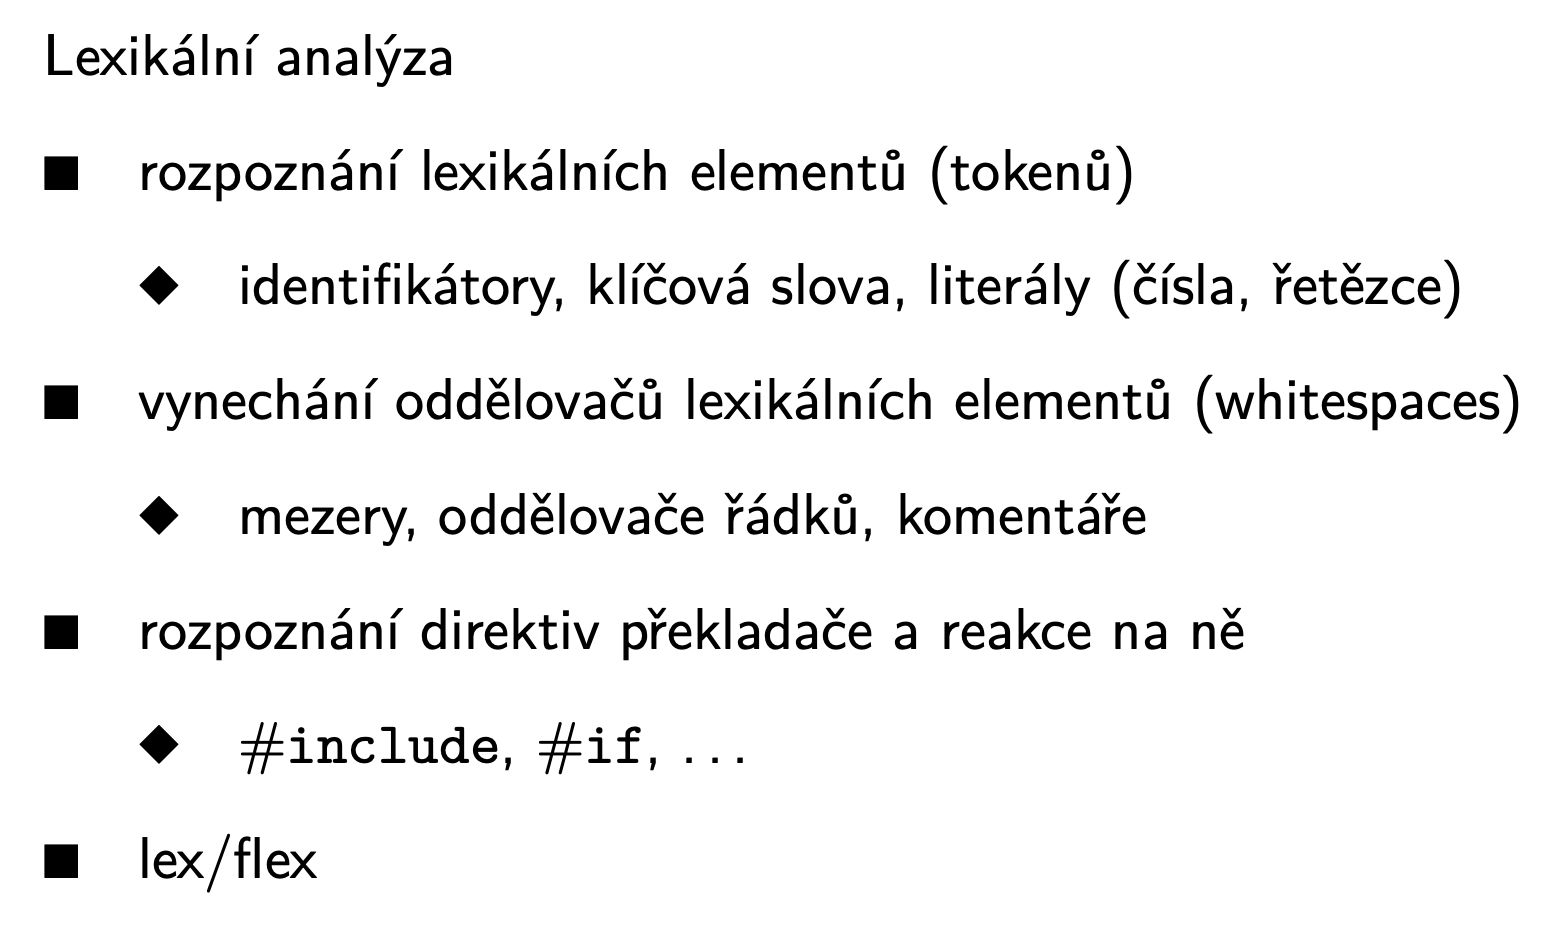 Lexikální analýza
■ rozpoznání lexikálních elementů (tokenů)
◆ identifikátory, klíčová slova, literály (čísla, řetězce)
■ vynechání oddělovačů lexikálních elementů (whitespaces)
◆ mezery, oddělovače řádků, komentáře
■ rozpoznání direktiv překladače a reakce na ně
◆ #include, #if, ...
■ lex/flex